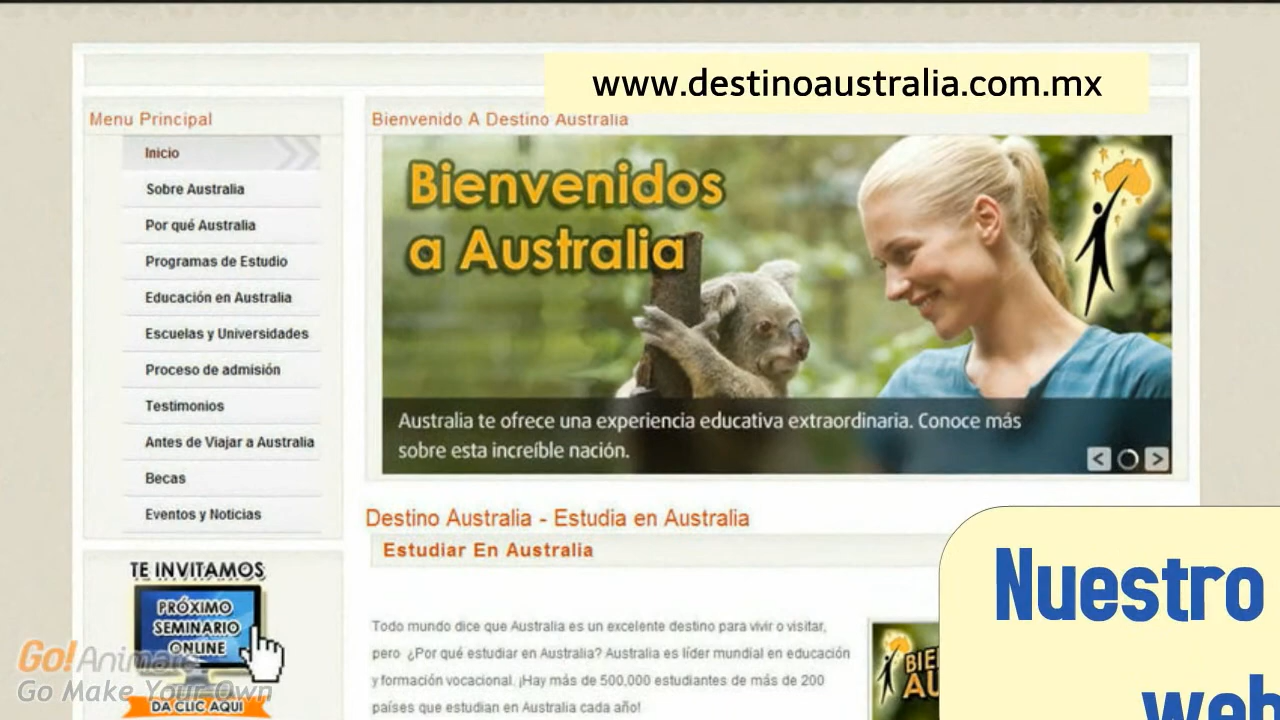 www.destinoaustralia.com.mx
Menu Principal
Inicio
Sobre Australia
Por qué Australia
Programas de Estudio
Educación en Australia
Escuelas y Universidades
Proceso de admisión
Testimonios
Antes de Viajar a Australia
Becas
Eventos y Noticias
TE INVITAMOS
PRÓXIMO
SEMINARIO
ONLINE
DA CLIC AQUI
Go!Animate
Go Make Your Own
Bienvenido A Destino Australia
Bienvenidos
a Australia
Australia te ofrece una experiencia educativa extraordinaria. Conoce más
sobre esta increíble nación.
Destino Australia - Estudia en Australia
Estudiar En Australia
Todo mundo dice que Australia es un excelente destino para vivir o visitar,
pero ¿Por qué estudiar en Australia? Australia es líder mundial en educación
y formación vocacional. ¡Hay más de 500,000 estudiantes de más de 200
países que estudian en Australia cada año!
BIE
AU
Nuestro
web